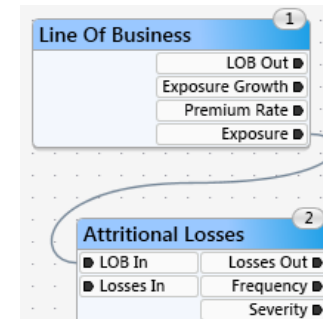 1
Line Of Business
LOB Out
Exposure Growth
Premium Rate
Exposure
2
Attritional Losses
LOB In Losses Out
Losses In Frequency
Severity